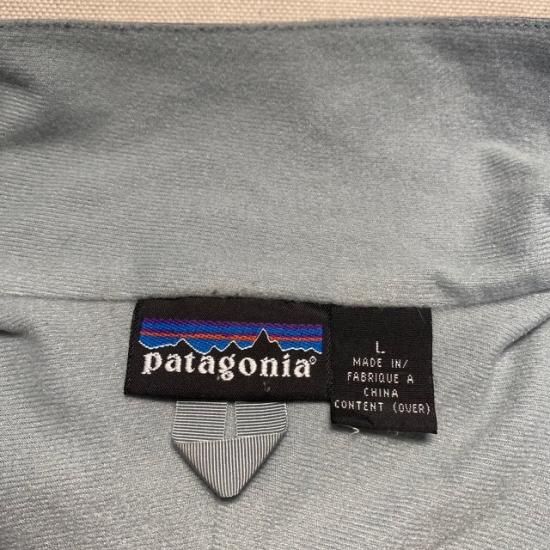 patagonia®
L
MADE IN/
FABRIQUE A
CHINA
CONTENT (OVER)